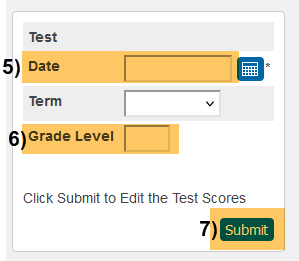 Test
5) Date *
Term
6) Grade Level
Click Submit to Edit the Test Scores
7) Submit